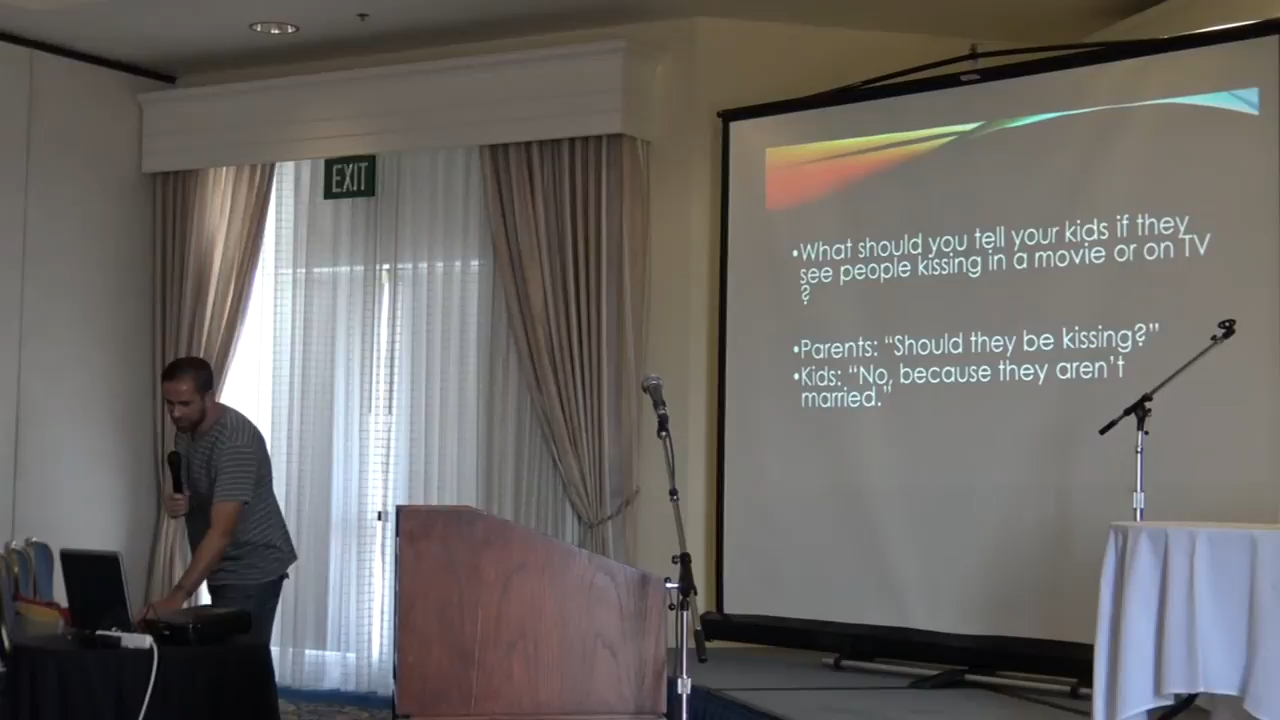 EXIT
•What should you tell your kids if they
see people kissing in a movie or on TV
?
•Parents: “Should they be kissing?”
•Kids: “No, because they aren’t
married.”